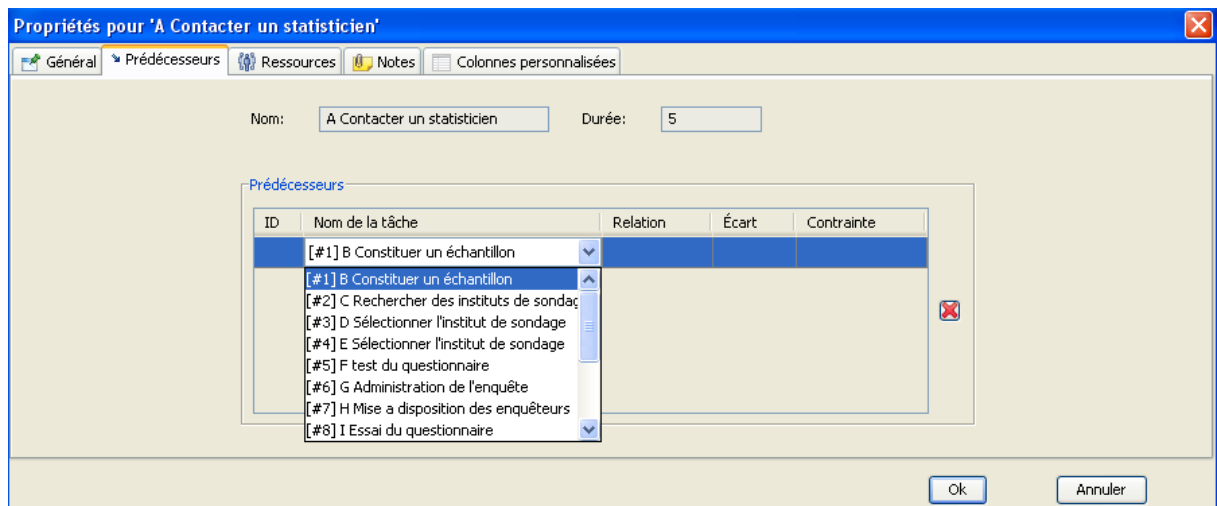 Propriétés pour 'A Contacter un statisticien'
Général Prédécesseurs Ressources Notes Colonnes personnalisées
Nom: A Contacter un statisticien Durée: 5
Prédécesseurs
ID Nom de la tâche Relation Écart Contrainte
[#1] B Constituer un échantillon
[#1] B Constituer un échantillon
[#2] C Rechercher des instituts de sondag
[#3] D Sélectionner l'institut de sondage
[#4] E Sélectionner l'institut de sondage
[#5] F test du questionnaire
[#6] G Administration de l'enquête
[#7] H Mise a disposition des enquêteurs
[#8] I Essai du questionnaire
Ok Annuler